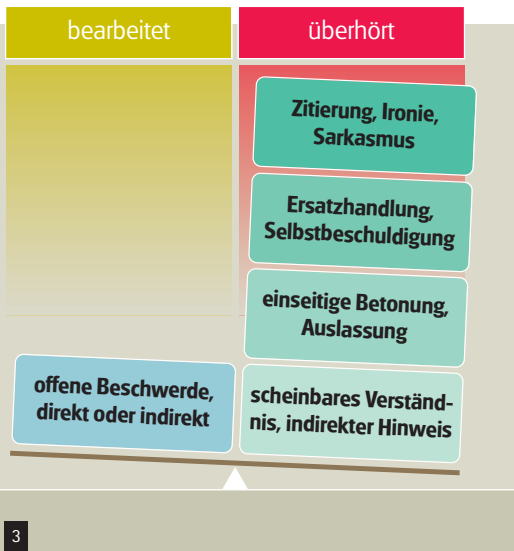 bearbeitet
überhört
Zitierung, Ironie,
Sarkasmus
Ersatzhandlung,
Selbstbeschuldigung
einseitige Betonung,
Auslassung
offene Beschwerde,
direkt oder indirekt
scheinbares Verständ-
nis, indirekter Hinweis
3